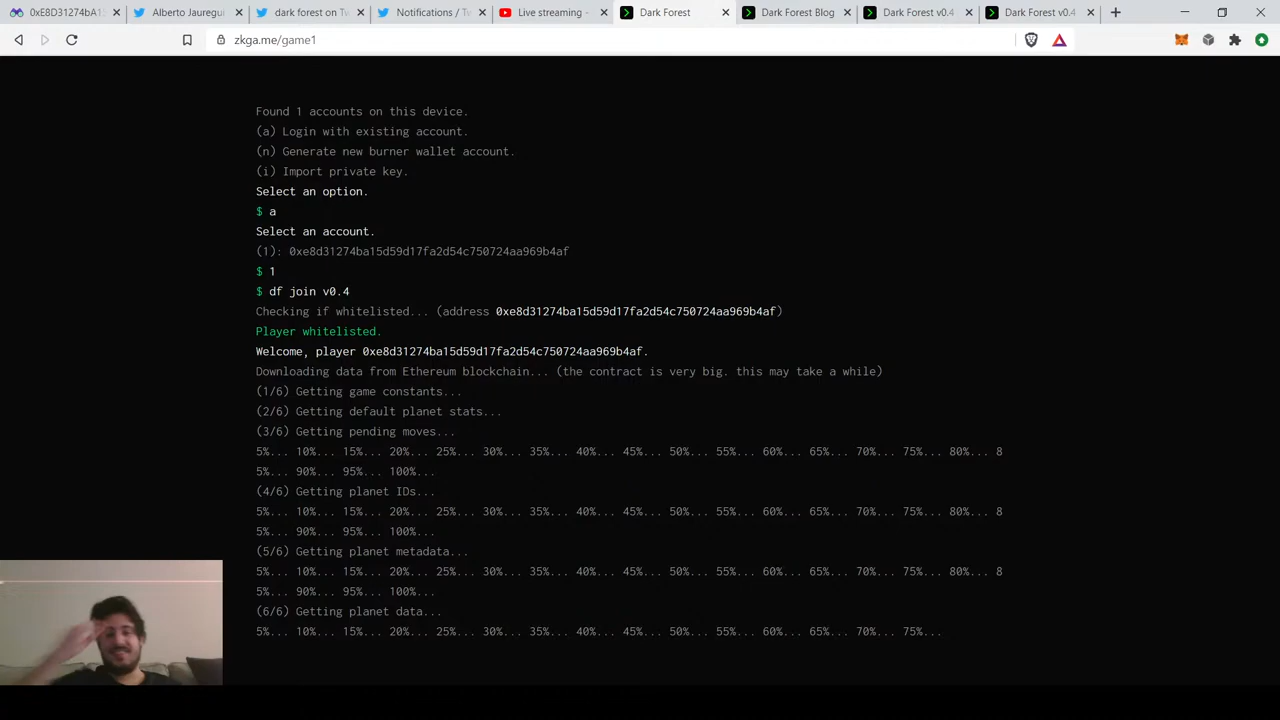 0xE8D31274bA15
Alberto Jauregu
dark forest on Tw
Notifications / Tw
Live streaming -
Dark Forest
Dark Forest Blog
Dark Forest v0.4
Dark Forest v0.4
zkga.me/game1
Found 1 accounts on this device.
(a) Login with existing account.
(n) Generate new burner wallet account.
(i) Import private key.
Select an option.
$ a
Select an account.
(1): 0xe8d31274ba15d59d17fa2d54c750724aa969b4af
$ 1
$ df join v0.4
Checking if whitelisted... (address 0xe8d31274ba15d59d17fa2d54c750724aa969b4af)
Player whitelisted.
Welcome, player 0xe8d31274ba15d59d17fa2d54c750724aa969b4af.
Downloading data from Ethereum blockchain... (the contract is very big. this may take a while)
(1/6) Getting game constants...
(2/6) Getting default planet stats...
(3/6) Getting pending moves...
5%... 10%... 15%... 20%... 25%... 30%... 35%... 40%... 45%... 50%... 55%... 60%... 65%... 70%... 75%... 80%... 8
5%... 90%... 95%... 100%...
(4/6) Getting planet IDs...
5%... 10%... 15%... 20%... 25%... 30%... 35%... 40%... 45%... 50%... 55%... 60%... 65%... 70%... 75%... 80%... 8
5%... 90%... 95%... 100%...
(5/6) Getting planet metadata...
5%... 10%... 15%... 20%... 25%... 30%... 35%... 40%... 45%... 50%... 55%... 60%... 65%... 70%... 75%... 80%... 8
5%... 90%... 95%... 100%...
(6/6) Getting planet data...
5%... 10%... 15%... 20%... 25%... 30%... 35%... 40%... 45%... 50%... 55%... 60%... 65%... 70%... 75%...